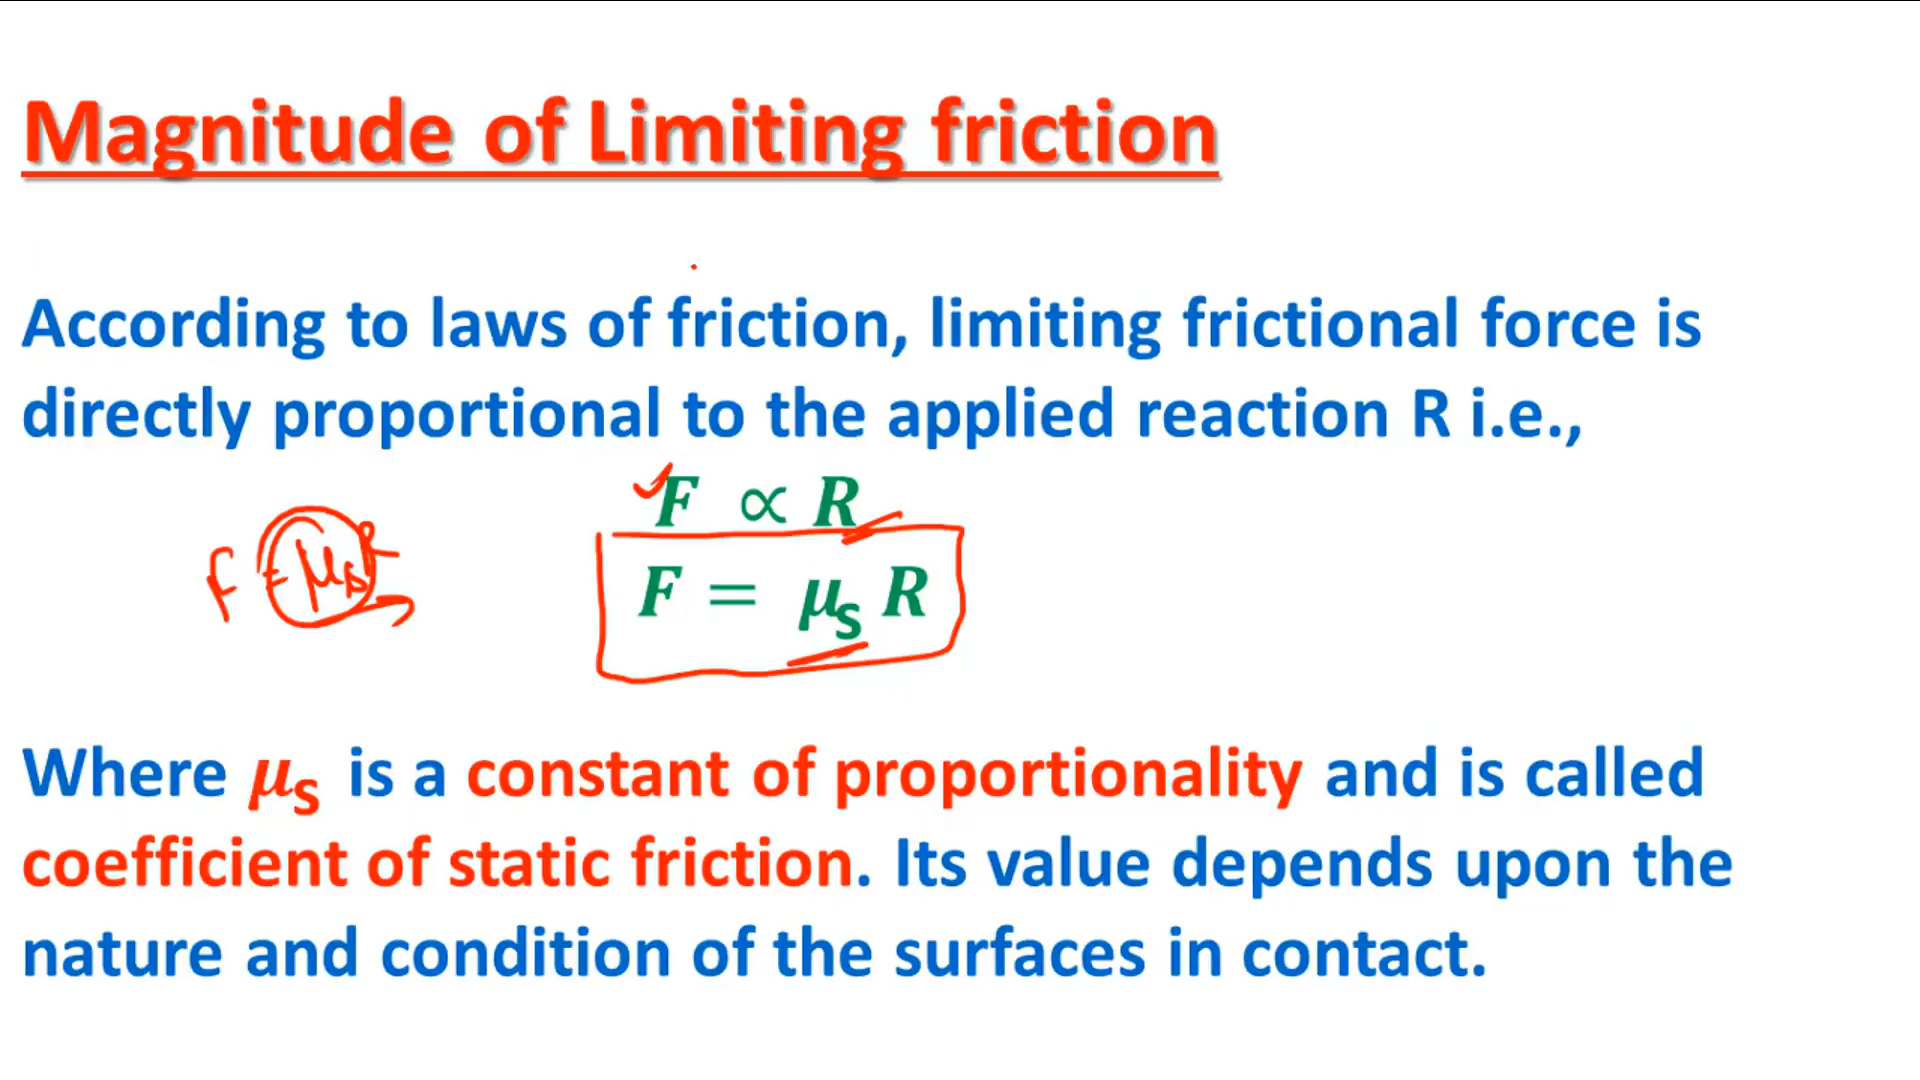 Magnitude of Limiting friction
According to laws of friction, limiting frictional force is
directly proportional to the applied reaction R i.e.,
F ∝ R
F = μs R
F = μs R
Where μs is a constant of proportionality and is called
coefficient of static friction. Its value depends upon the
nature and condition of the surfaces in contact.